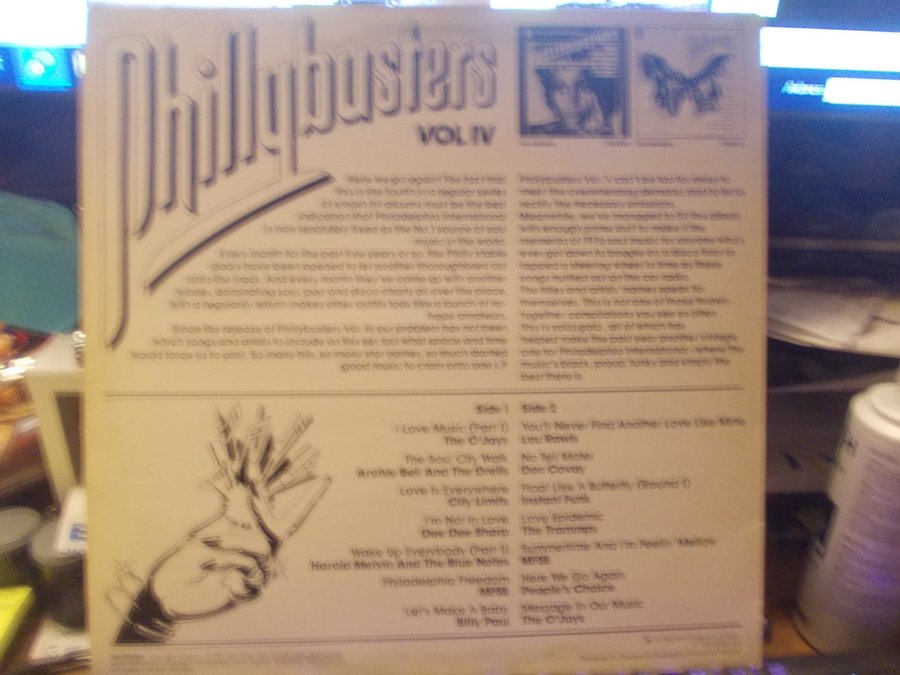 Phillybusters
VOL IV
Here we go again! The fact that
this is the fourth in a regular series
of smash hit albums must be the best
indication that Philadelphia International
is now resolutely fixed as the No.1 source of soul
music in the world.
Every month for the past five years or so, the Philly stable
doors have been opened to let another thoroughbred out
onto the track. And every month they've come up with another
winner, dominating soul, pop and disco charts all over the place
with a regularity which makes other outfits look like a bunch of no-
hope amateurs.
Since the release of Phillybusters Vol. III our problem has not been
which songs and artists to include on this set, but what space and time
would force us to omit. So many hits, so many star names, so much darned
good music to cram onto one L.P.
Phillybusters Vol. V can't be too far away to
meet the overwhelming demand, and to let us
rectify the necessary omissions.
Meanwhile, we've managed to fill this album
with enough prime stuff to make it the
memento of 1976 soul music for anyone who's
ever got down to boogie on a disco floor or
tapped a steering wheel in time as these
songs hurtled out on the car radio.
The titles and artists' names speak for
themselves. This is not one of those thrown-
together compilations you see so often.
This is solid gold, all of which has
helped make the past year another vintage
one for Philadelphia International - where the
music's black, proud, funky and simply the
best there is.
Side 1
I Love Music (Part 1)
The O'Jays
The Soul City Walk
Archie Bell And The Drells
Love Is Everywhere
City Limits
I'm Not In Love
Dee Dee Sharp
Wake Up Everybody (Part 1)
Harold Melvin And The Blue Notes
Philadelphia Freedom
MFSB
Let's Make A Baby
Billy Paul
Side 2
You'll Never Find Another Love Like Mine
Lou Rawls
No Tell Motel
Don Covay
Float Like A Butterfly (Round 1)
Instant Funk
Love Epidemic
The Trammps
Summertime And I'm Feelin' Mellow
MFSB
Here We Go Again
People's Choice
Message In Our Music
The O'Jays